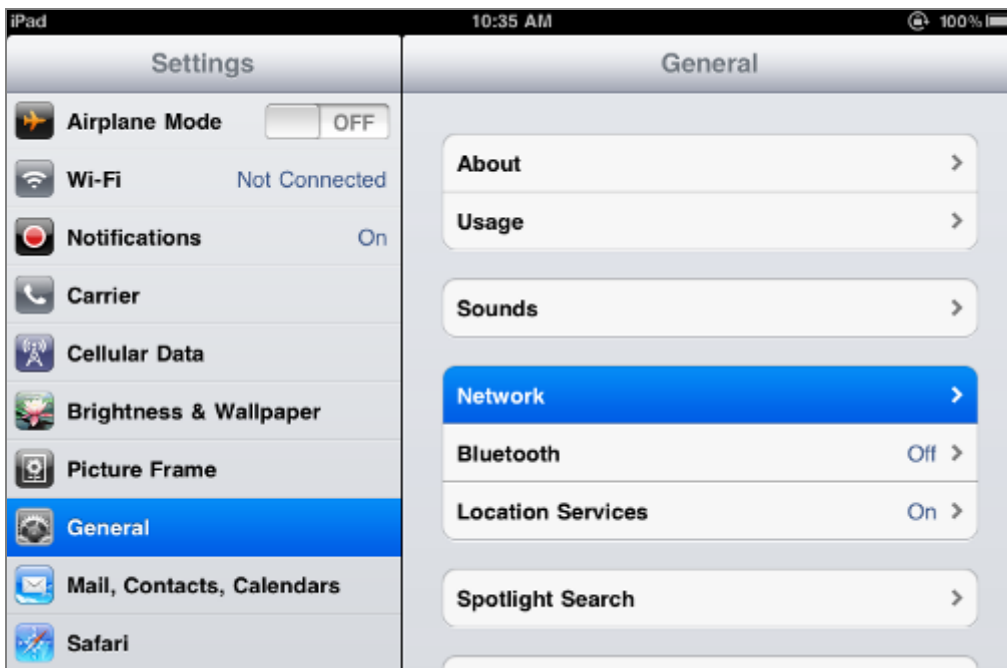 iPad 10:35 AM 100%
Settings
Airplane Mode OFF
Wi-Fi Not Connected
Notifications On
Carrier
Cellular Data
Brightness & Wallpaper
Picture Frame
General
Mail, Contacts, Calendars
Safari
General
About
Usage
Sounds
Network
Bluetooth Off
Location Services On
Spotlight Search